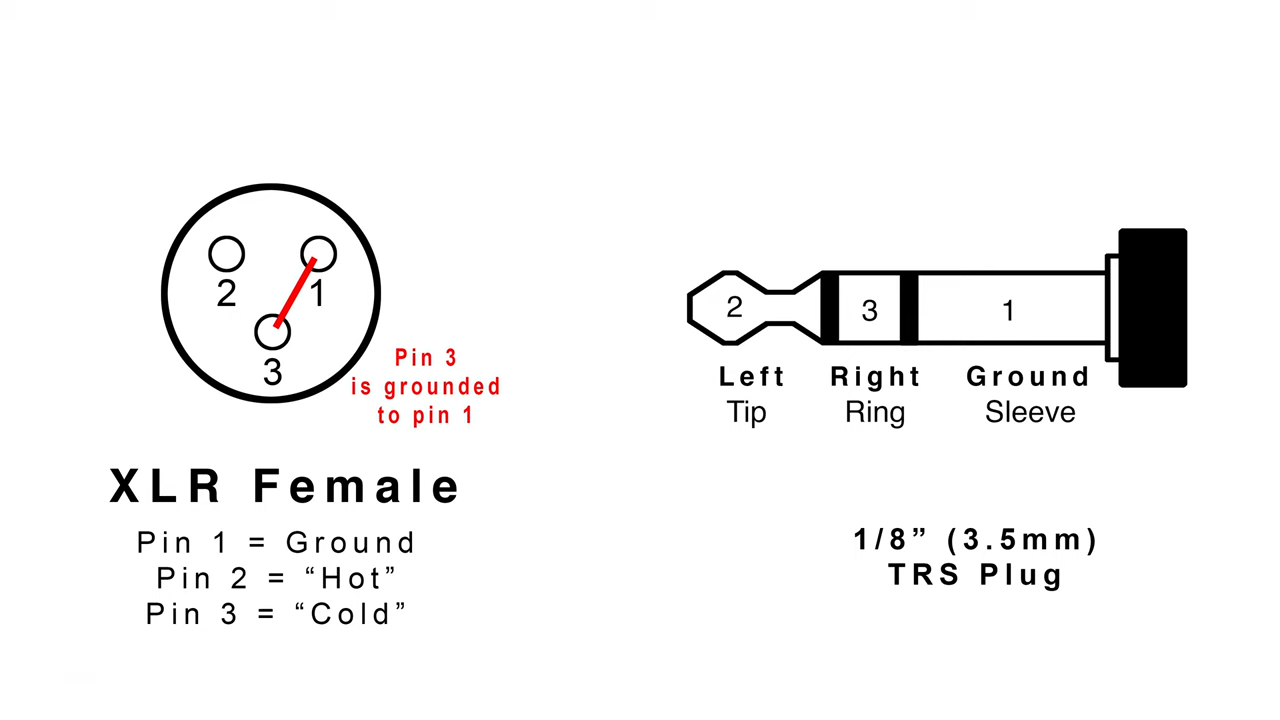 2
1
3
Pin 3
is grounded
to pin 1
XLR Female
Pin 1 = Ground
Pin 2 = “Hot”
Pin 3 = “Cold”
2
3
1
Left
Right
Ground
Tip
Ring
Sleeve
1/8” (3.5mm)
TRS Plug